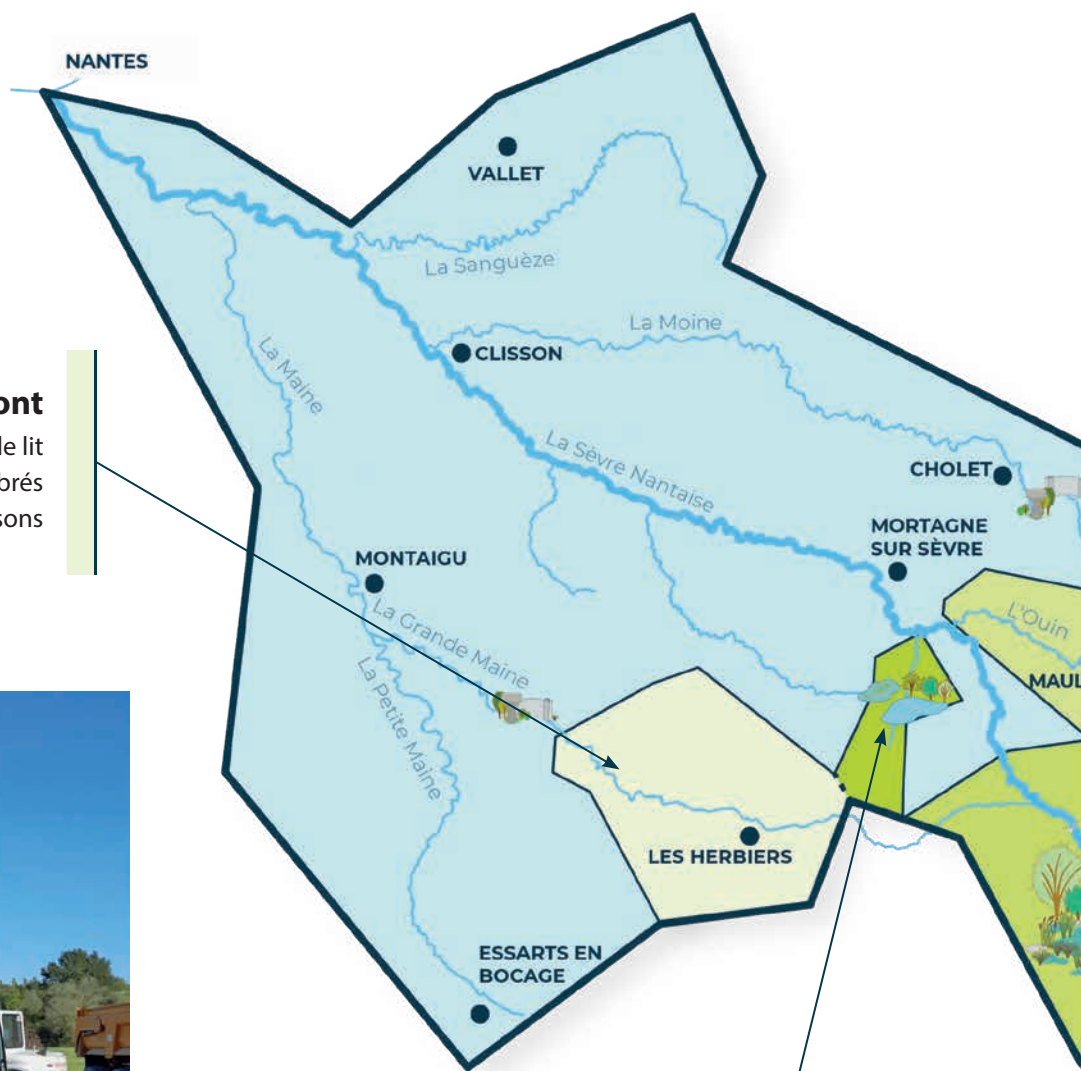 NANTES
VALLET
La Sanguèze
La Moine
CLISSON
La Maine
ont
le lit
brés
sons
La Sèvre Nantaise
CHOLET
MORTAGNE
SUR SÈVRE
MONTAIGU
La Grande Maine
L'Ouin
La Petite Maine
MAUL
LES HERBIERS
ESSARTS EN
BOCAGE